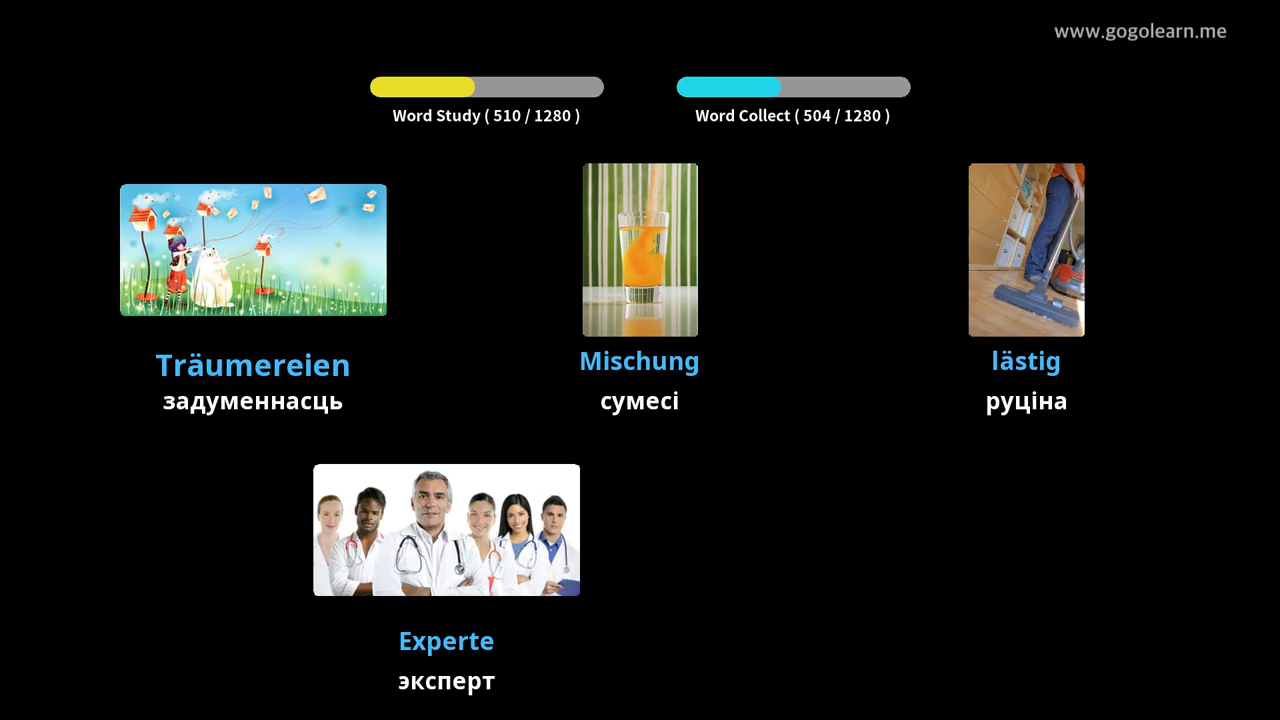 www.gogolearn.me
Word Study ( 510 / 1280 )
Word Collect ( 504 / 1280 )
Träumereien
задуменнасць
Mischung
сумесі
lästig
руціна
Experte
эксперт